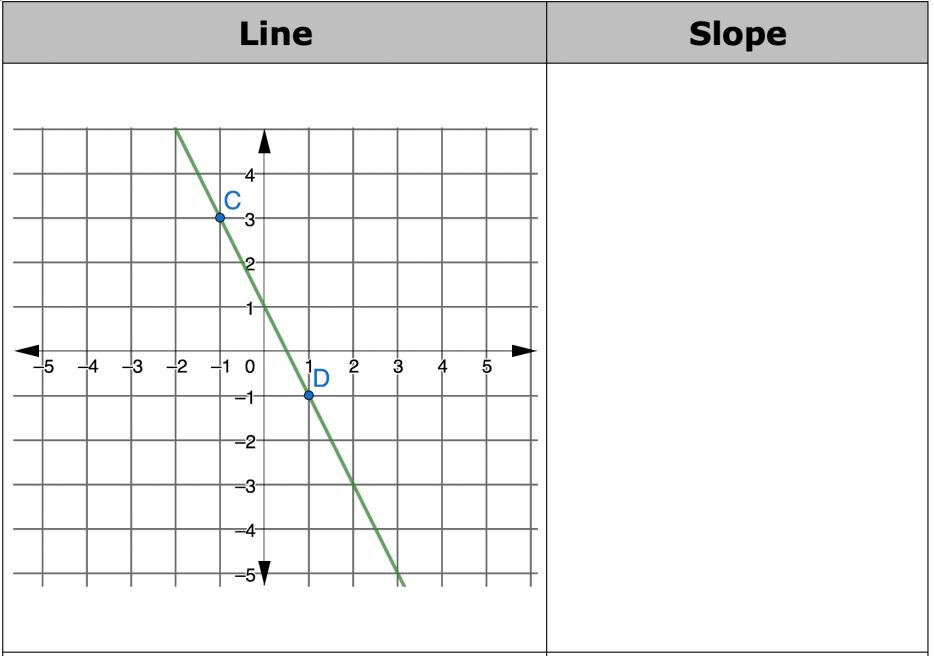 Line Slope
4
C
3
2
1
–5 –4 –3 –2 –1 0 1 2 3 4 5
D
–1
–2
–3
–4
–5